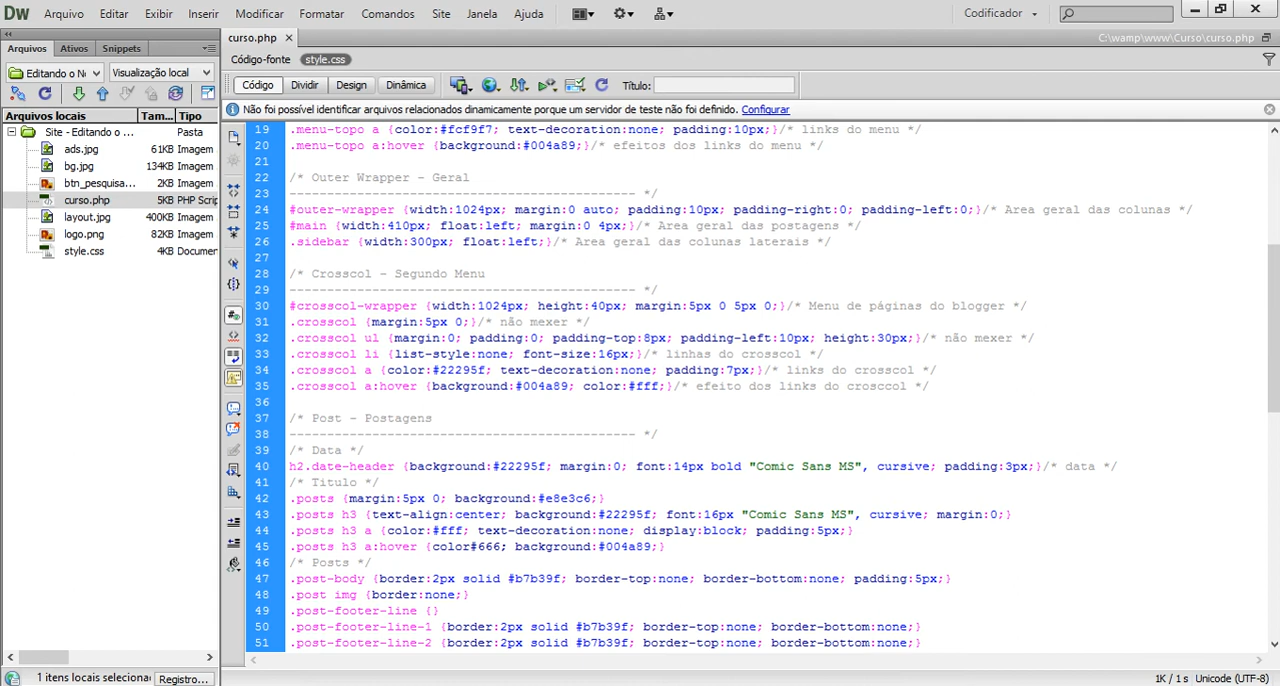 Dw Arquivo Editar Exibir Inserir Modificar Formatar Comandos Site Janela Ajuda Codificador
Arquivos Ativos Snippets
curso.php
C:\wamp\www\Curso\curso.php
Código-fonte style.css
Editando o N Visualização local
Código Dividir Design Dinâmica Título:
Não foi possível identificar arquivos relacionados dinamicamente porque um servidor de teste não foi definido. Configurar
Arquivos locais Tam... Tipo
Site - Editando o ... Pasta
ads.jpg 61KB Imagem
bg.jpg 134KB Imagem
btn_pesquisa... 2KB Imagem
curso.php 5KB PHP Scrip
layout.jpg 400KB Imagem
logo.png 82KB Imagem
style.css 4KB Documen
19 .menu-topo a {color:#fcf9f7; text-decoration:none; padding:10px;}/* links do menu */
20 .menu-topo a:hover {background:#004a89;}/* efeitos dos links do menu */
21
22 /* Outer Wrapper - Geral
23 ---------------------------------------------- */
24 #outer-wrapper {width:1024px; margin:0 auto; padding:10px; padding-right:0; padding-left:0;}/* Area geral das colunas */
25 #main {width:410px; float:left; margin:0 4px;}/* Area geral das postagens */
26 .sidebar {width:300px; float:left;}/* Area geral das colunas laterais */
27
28 /* Crosscol - Segundo Menu
29 ---------------------------------------------- */
30 #crosscol-wrapper {width:1024px; height:40px; margin:5px 0 5px 0;}/* Menu de páginas do blogger */
31 .crosscol {margin:5px 0;}/* não mexer */
32 .crosscol ul {margin:0; padding:0; padding-top:8px; padding-left:10px; height:30px;}/* não mexer */
33 .crosscol li {list-style:none; font-size:16px;}/* linhas do crosscol */
34 .crosscol a {color:#22295f; text-decoration:none; padding:7px;}/* links do crosscol */
35 .crosscol a:hover {background:#004a89; color:#fff;}/* efeito dos links do crosccol */
36
37 /* Post - Postagens
38 ---------------------------------------------- */
39 /* Data */
40 h2.date-header {background:#22295f; margin:0; font:14px bold "Comic Sans MS", cursive; padding:3px;}/* data */
41 /* Titulo */
42 .posts {margin:5px 0; background:#e8e3c6;}
43 .posts h3 {text-align:center; background:#22295f; font:16px "Comic Sans MS", cursive; margin:0;}
44 .posts h3 a {color:#fff; text-decoration:none; display:block; padding:5px;}
45 .posts h3 a:hover {color#666; background:#004a89;}
46 /* Posts */
47 .post-body {border:2px solid #b7b39f; border-top:none; border-bottom:none; padding:5px;}
48 .post img {border:none;}
49 .post-footer-line {}
50 .post-footer-line-1 {border:2px solid #b7b39f; border-top:none; border-bottom:none;}
51 .post-footer-line-2 {border:2px solid #b7b39f; border-top:none; border-bottom:none;}
1 itens locais seleciona Registro...
1K / 1 s Unicode (UTF-8)